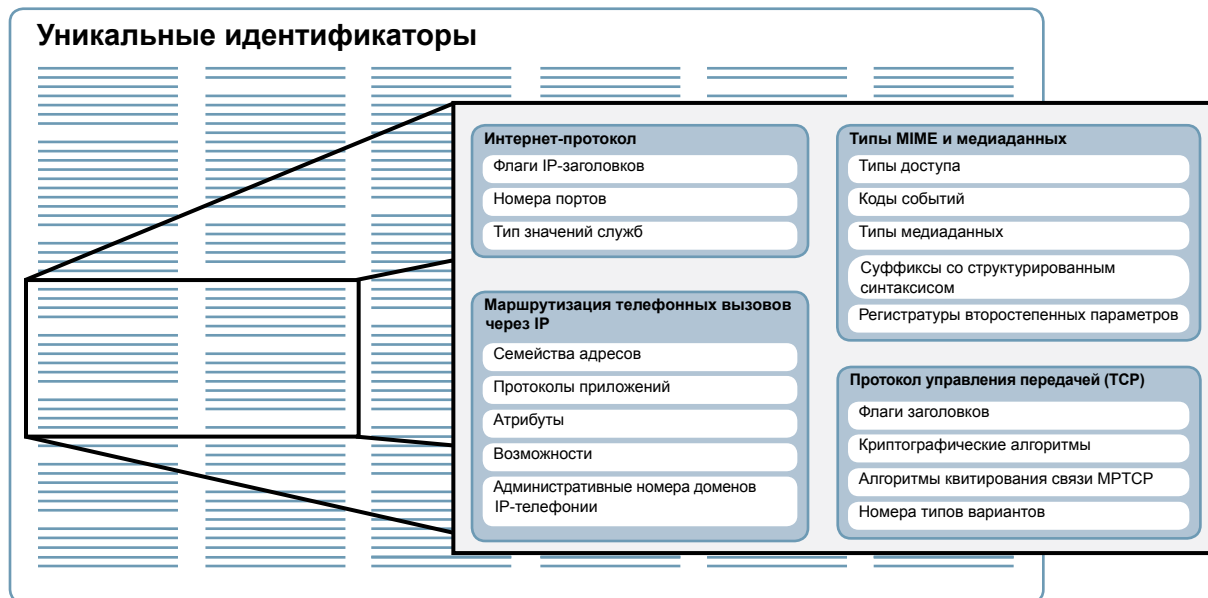 Уникальные идентификаторы
Интернет-протокол
Флаги IP-заголовков
Номера портов
Тип значений служб
Маршрутизация телефонных вызовов
через IP
Семейства адресов
Протоколы приложений
Атрибуты
Возможности
Административные номера доменов
IP-телефонии
Типы MIME и медиаданных
Типы доступа
Коды событий
Типы медиаданных
Суффиксы со структурированным
синтаксисом
Регистратуры второстепенных параметров
Протокол управления передачей (TCP)
Флаги заголовков
Криптографические алгоритмы
Алгоритмы квитирования связи MPTCP
Номера типов вариантов